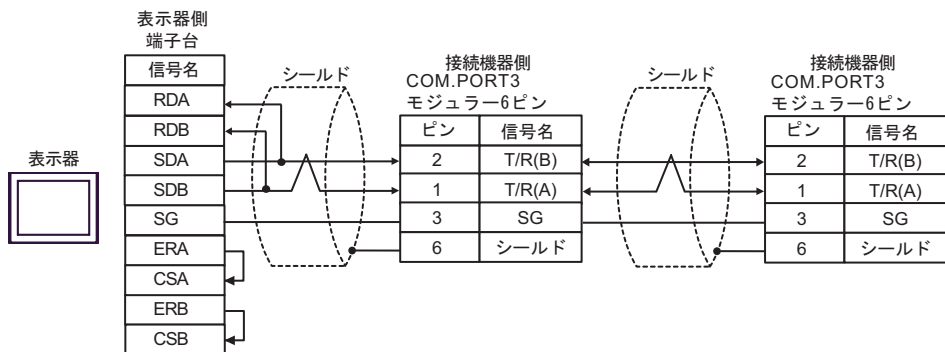 表示器側
端子台
信号名
RDA
RDB
SDA
SDB
SG
ERA
CSA
ERB
CSB
表示器
シールド
接続機器側
COM.PORT3
モジュラー6ピン
ピン 信号名
2 T/R(B)
1 T/R(A)
3 SG
6 シールド
シールド
接続機器側
COM.PORT3
モジュラー6ピン
ピン 信号名
2 T/R(B)
1 T/R(A)
3 SG
6 シールド